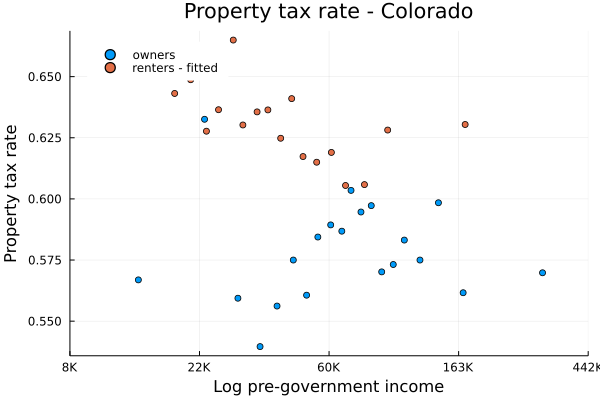 Property tax rate - Colorado
owners
renters - fitted
0.650
0.625
0.600
0.575
0.550
Property tax rate
8K 22K 60K 163K 442K
Log pre-government income